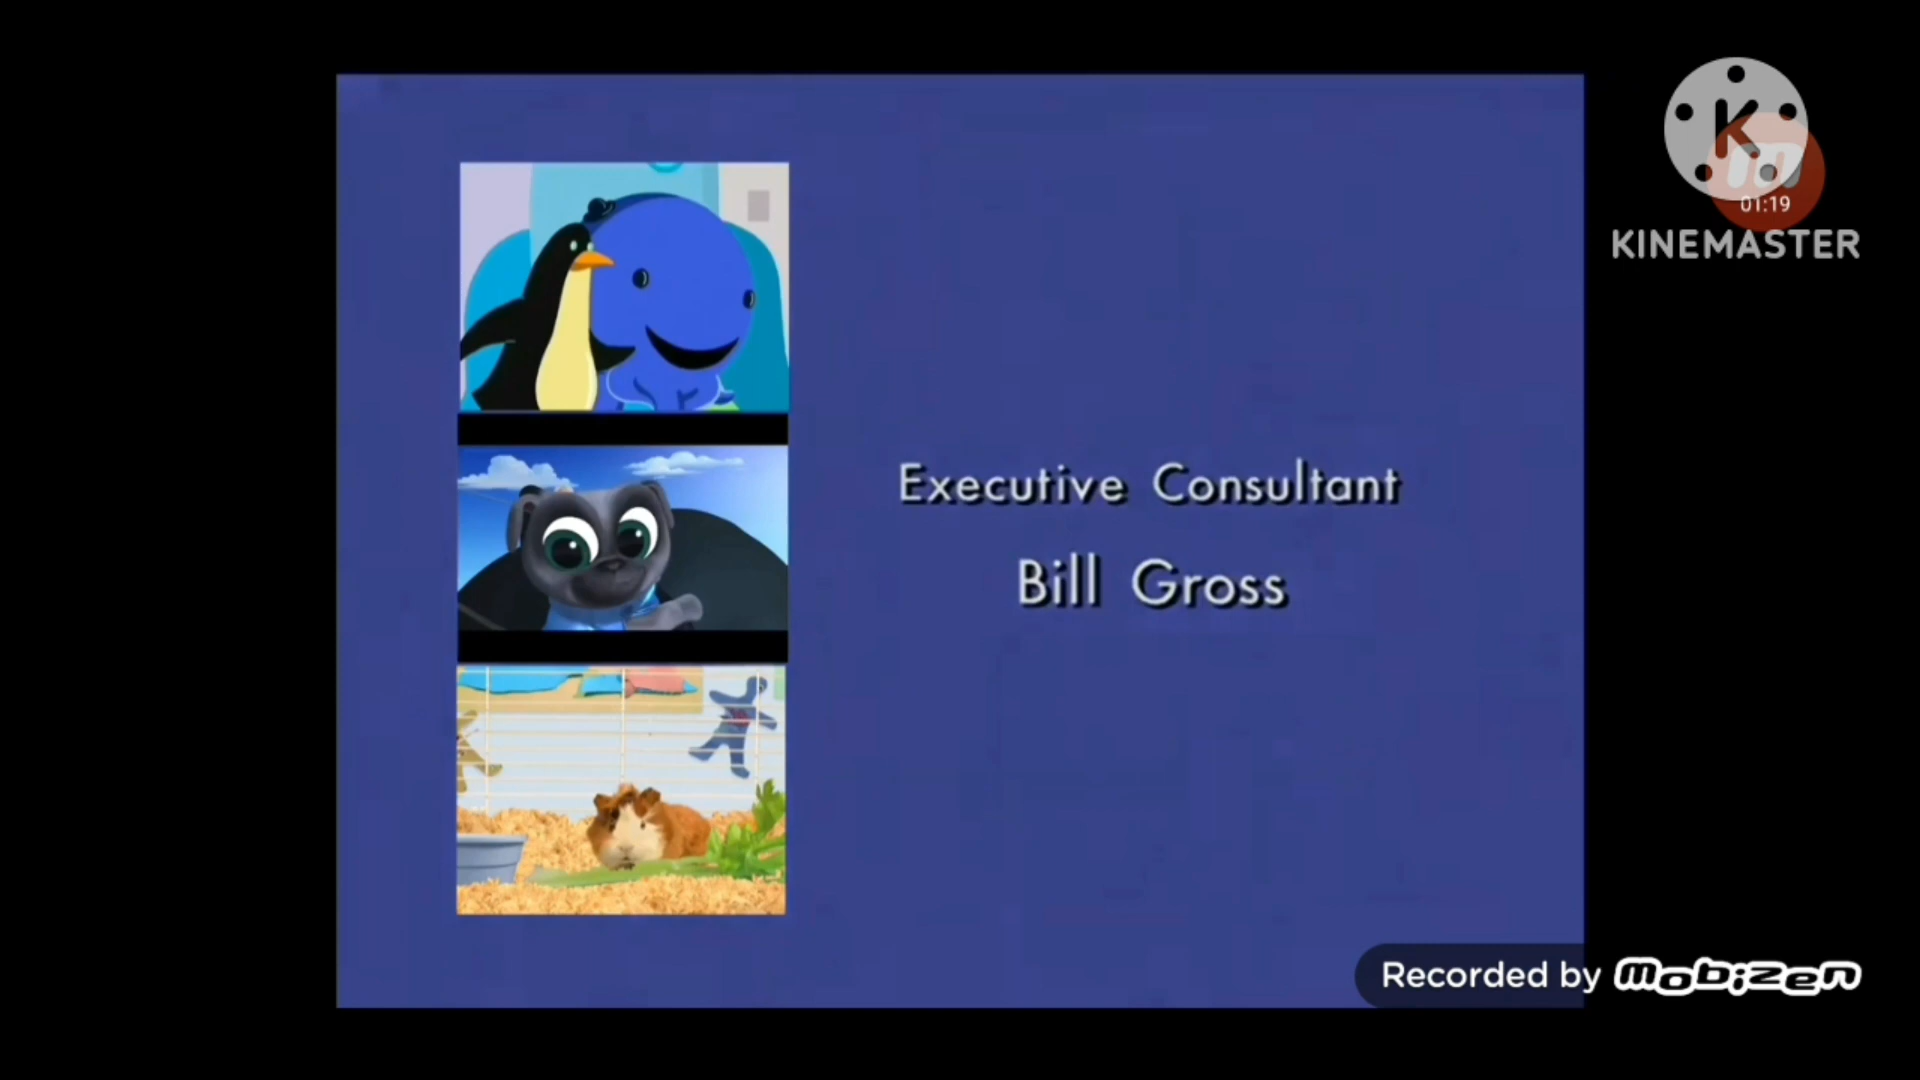 K
m
01:19
KINEMASTER
Executive Consultant
Bill Gross
Recorded by mobizen